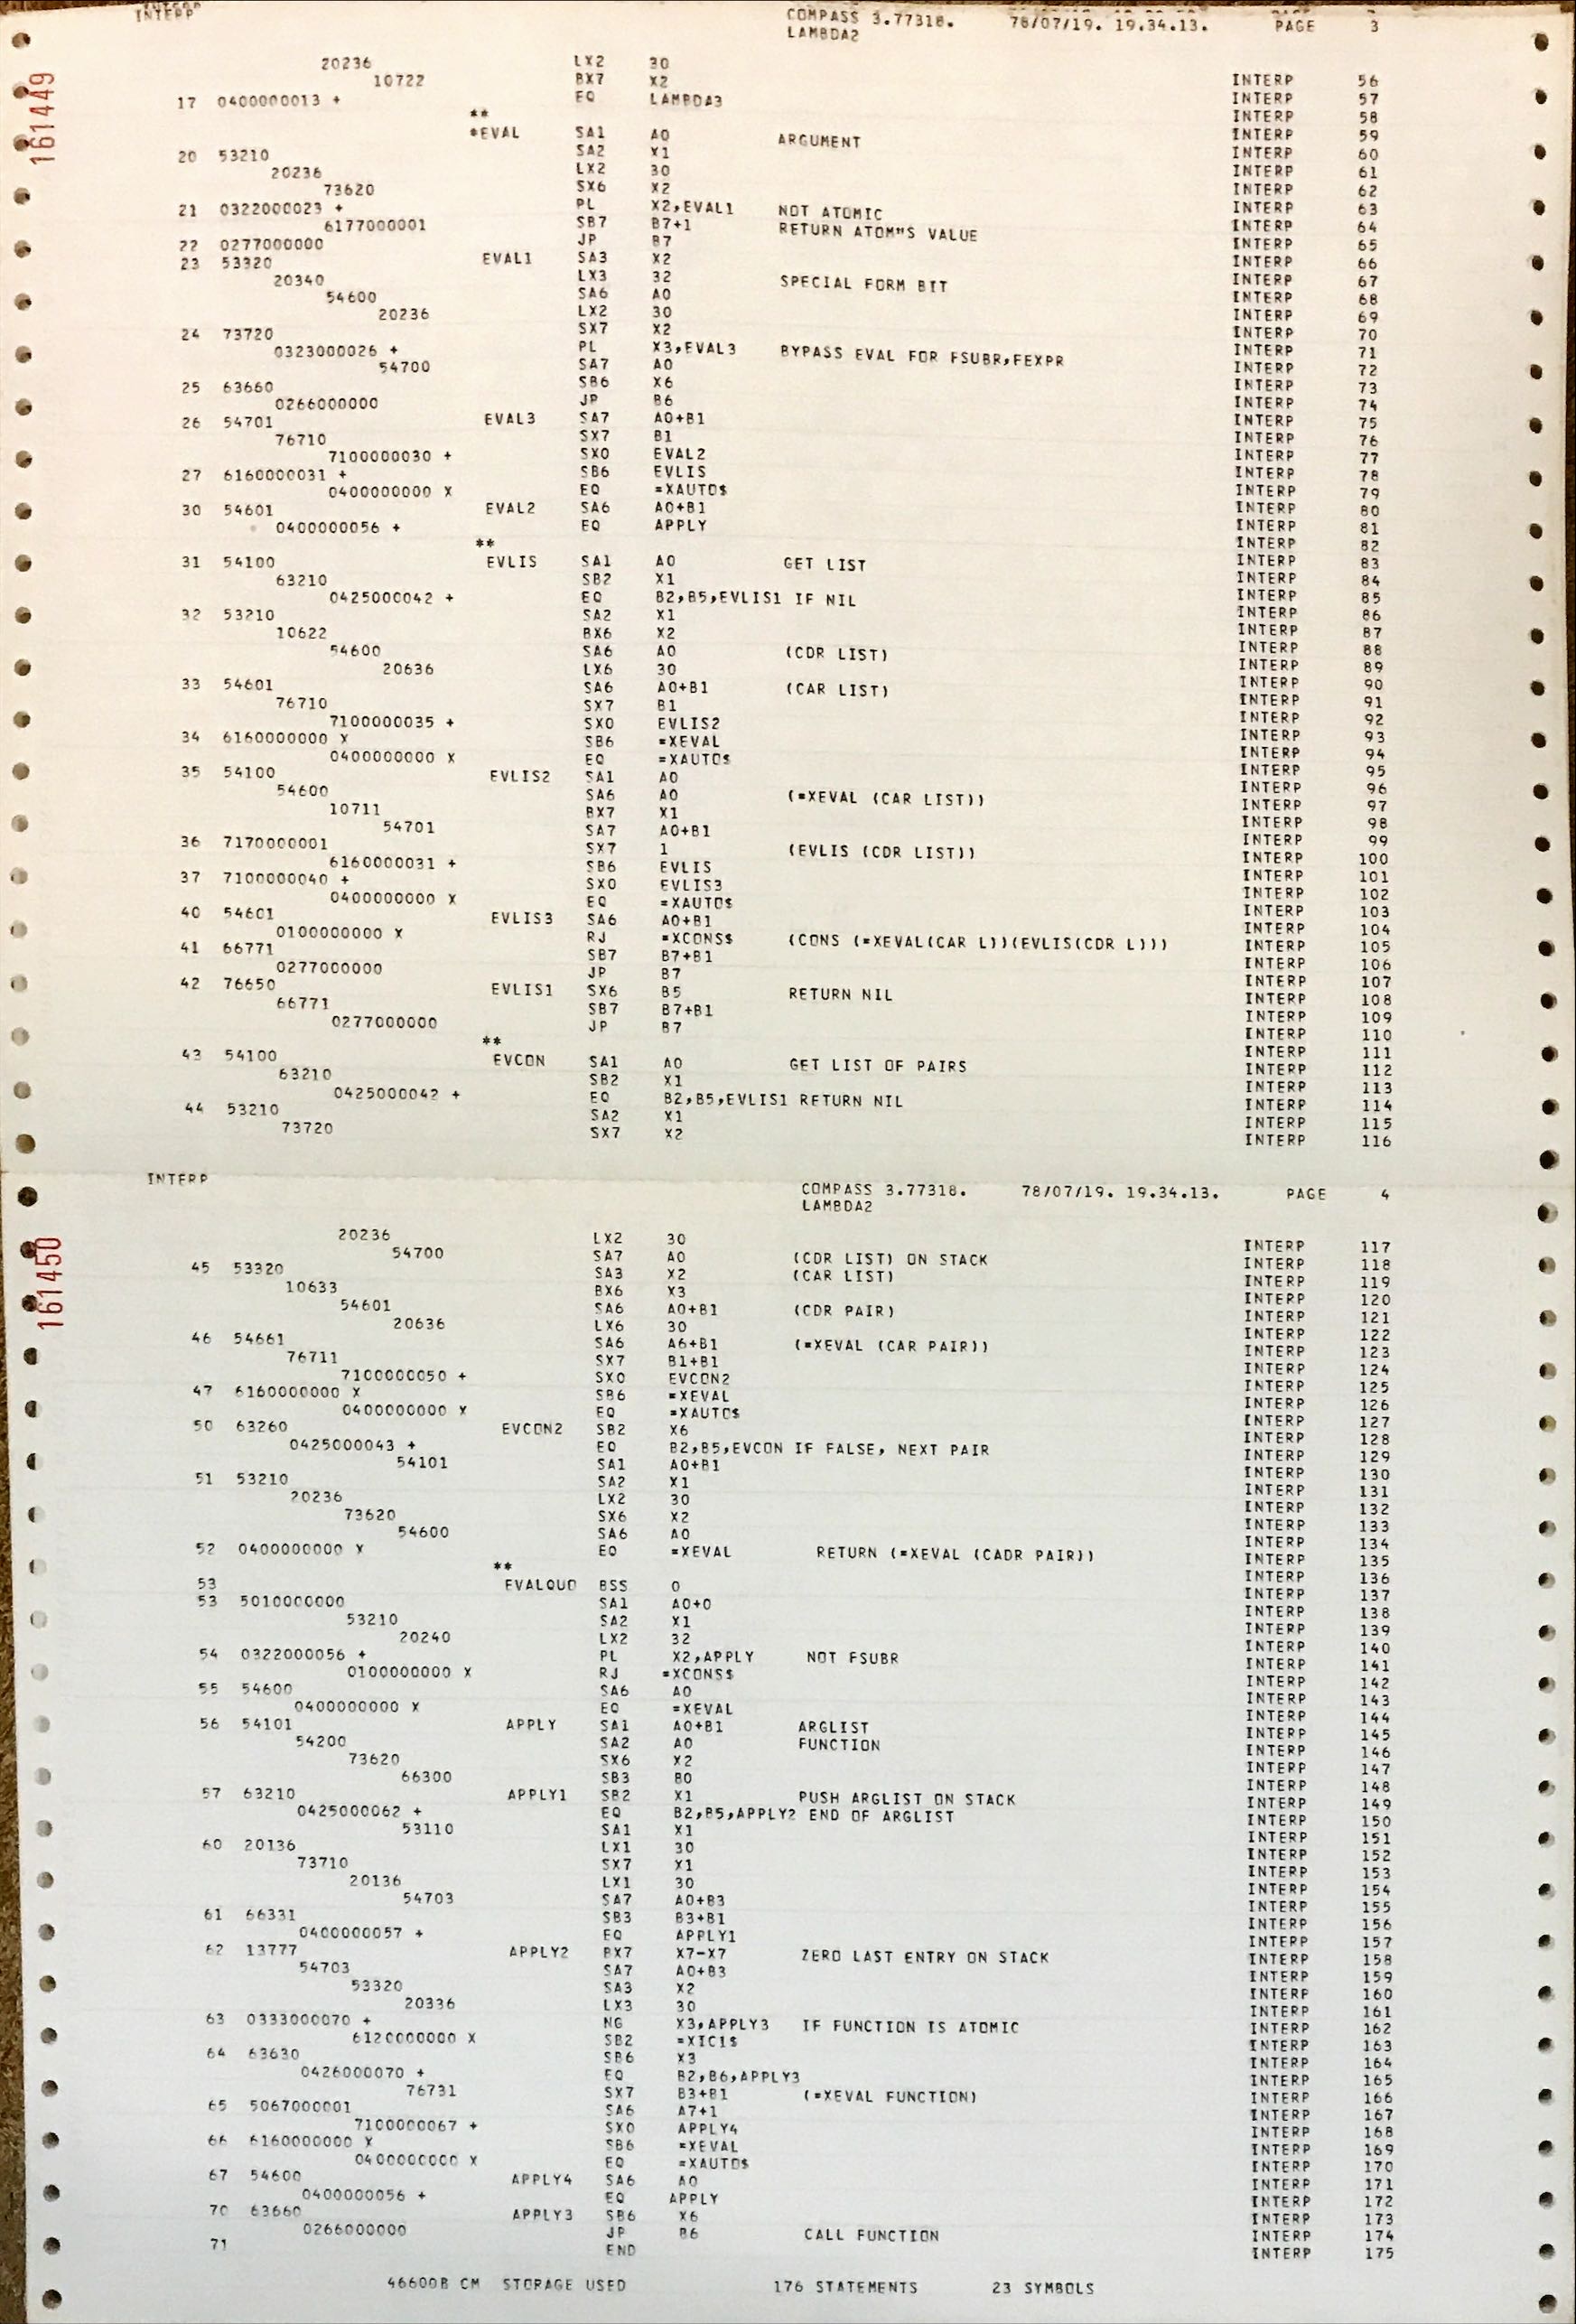 INTERP COMPASS 3.77318. 78/07/19. 19.34.13. PAGE 3
LAMBDA2
161449
20236 LX2 30 INTERP 56
10722 BX7 X2 INTERP 57
17 0400000013 + EQ LAMBDA3 INTERP 58
** INTERP 59
*EVAL SA1 A0 ARGUMENT INTERP 60
20 53210 SA2 X1 INTERP 61
20236 LX2 30 INTERP 62
73620 SX6 X2 INTERP 63
21 0322000023 + PL X2,EVAL1 NOT ATOMIC INTERP 64
6177000001 SB7 B7+1 RETURN ATOM"S VALUE INTERP 65
22 0277000000 JP B7 INTERP 66
23 53320 EVAL1 SA3 X2 INTERP 67
20340 LX3 32 SPECIAL FORM BIT INTERP 68
54600 SA6 A0 INTERP 69
20236 LX2 30 INTERP 70
24 73720 SX7 X2 INTERP 71
0323000026 + PL X3,EVAL3 BYPASS EVAL FOR FSUBR,FEXPR INTERP 72
54700 SA7 A0 INTERP 73
25 63660 SB6 X6 INTERP 74
0266000000 JP B6 INTERP 75
26 54701 EVAL3 SA7 A0+B1 INTERP 76
76710 SX7 B1 INTERP 77
7100000030 + SX0 EVAL2 INTERP 78
27 6160000031 + SB6 EVLIS INTERP 79
0400000000 X EQ =XAUTO$ INTERP 80
30 54601 EVAL2 SA6 A0+B1 INTERP 81
0400000056 + EQ APPLY INTERP 82
** INTERP 83
31 54100 EVLIS SA1 A0 GET LIST INTERP 84
63210 SB2 X1 INTERP 85
0425000042 + EQ B2,B5,EVLIS1 IF NIL INTERP 86
32 53210 SA2 X1 INTERP 87
10622 BX6 X2 INTERP 88
54600 SA6 A0 (CDR LIST) INTERP 89
20636 LX6 30 INTERP 90
33 54601 SA6 A0+B1 (CAR LIST) INTERP 91
76710 SX7 B1 INTERP 92
7100000035 + SX0 EVLIS2 INTERP 93
34 6160000000 X SB6 =XEVAL INTERP 94
0400000000 X EQ =XAUTO$ INTERP 95
35 54100 EVLIS2 SA1 A0 INTERP 96
54600 SA6 A0 (=XEVAL (CAR LIST)) INTERP 97
10711 BX7 X1 INTERP 98
54701 SA7 A0+B1 INTERP 99
36 7170000001 SX7 1 (EVLIS (CDR LIST)) INTERP 100
6160000031 + SB6 EVLIS INTERP 101
37 7100000040 + SX0 EVLIS3 INTERP 102
0400000000 X EQ =XAUTO$ INTERP 103
40 54601 EVLIS3 SA6 A0+B1 INTERP 104
0100000000 X RJ =XCONS$ (CONS (=XEVAL(CAR L))(EVLIS(CDR L))) INTERP 105
41 66771 SB7 B7+B1 INTERP 106
0277000000 JP B7 INTERP 107
42 76650 EVLIS1 SX6 B5 RETURN NIL INTERP 108
66771 SB7 B7+B1 INTERP 109
0277000000 JP B7 INTERP 110
** INTERP 111
43 54100 EVCON SA1 A0 GET LIST OF PAIRS INTERP 112
63210 SB2 X1 INTERP 113
0425000042 + EQ B2,B5,EVLIS1 RETURN NIL INTERP 114
44 53210 SA2 X1 INTERP 115
73720 SX7 X2 INTERP 116
INTERP COMPASS 3.77318. 78/07/19. 19.34.13. PAGE 4
LAMBDA2
161450
20236 LX2 30 INTERP 117
54700 SA7 A0 (CDR LIST) ON STACK INTERP 118
45 53320 SA3 X2 (CAR LIST) INTERP 119
10633 BX6 X3 INTERP 120
54601 SA6 A0+B1 (CDR PAIR) INTERP 121
20636 LX6 30 INTERP 122
46 54661 SA6 A6+B1 (=XEVAL (CAR PAIR)) INTERP 123
76711 SX7 B1+B1 INTERP 124
7100000050 + SX0 EVCON2 INTERP 125
47 6160000000 X SB6 =XEVAL INTERP 126
0400000000 X EQ =XAUTO$ INTERP 127
50 63260 EVCON2 SB2 X6 INTERP 128
0425000043 + EQ B2,B5,EVCON IF FALSE, NEXT PAIR INTERP 129
54101 SA1 A0+B1 INTERP 130
51 53210 SA2 X1 INTERP 131
20236 LX2 30 INTERP 132
73620 SX6 X2 INTERP 133
54600 SA6 A0 INTERP 134
52 0400000000 X EQ =XEVAL RETURN (=XEVAL (CADR PAIR)) INTERP 135
** INTERP 136
53 EVALQUO BSS 0 INTERP 137
53 5010000000 SA1 A0+0 INTERP 138
53210 SA2 X1 INTERP 139
20240 LX2 32 INTERP 140
54 0322000056 + PL X2,APPLY NOT FSUBR INTERP 141
0100000000 X RJ =XCONS$ INTERP 142
55 54600 SA6 A0 INTERP 143
0400000000 X EQ =XEVAL INTERP 144
56 54101 APPLY SA1 A0+B1 ARGLIST INTERP 145
54200 SA2 A0 FUNCTION INTERP 146
73620 SX6 X2 INTERP 147
66300 SB3 B0 INTERP 148
57 63210 APPLY1 SB2 X1 PUSH ARGLIST ON STACK INTERP 149
0425000062 + EQ B2,B5,APPLY2 END OF ARGLIST INTERP 150
53110 SA1 X1 INTERP 151
60 20136 LX1 30 INTERP 152
73710 SX7 X1 INTERP 153
20136 LX1 30 INTERP 154
54703 SA7 A0+B3 INTERP 155
61 66331 SB3 B3+B1 INTERP 156
0400000057 + EQ APPLY1 INTERP 157
62 13777 APPLY2 BX7 X7-X7 ZERO LAST ENTRY ON STACK INTERP 158
54703 SA7 A0+B3 INTERP 159
53320 SA3 X2 INTERP 160
20336 LX3 30 INTERP 161
63 0333000070 + NG X3,APPLY3 IF FUNCTION IS ATOMIC INTERP 162
6120000000 X SB2 =XIC1$ INTERP 163
64 63630 SB6 X3 INTERP 164
0426000070 + EQ B2,B6,APPLY3 INTERP 165
76731 SX7 B3+B1 (=XEVAL FUNCTION) INTERP 166
65 5067000001 SA6 A7+1 INTERP 167
7100000067 + SX0 APPLY4 INTERP 168
66 6160000000 X SB6 =XEVAL INTERP 169
0400000000 X EQ =XAUTO$ INTERP 170
67 54600 APPLY4 SA6 A0 INTERP 171
0400000056 + EQ APPLY INTERP 172
70 63660 APPLY3 SB6 X6 INTERP 173
0266000000 JP B6 CALL FUNCTION INTERP 174
71 END INTERP 175
46600B CM STORAGE USED 176 STATEMENTS 23 SYMBOLS